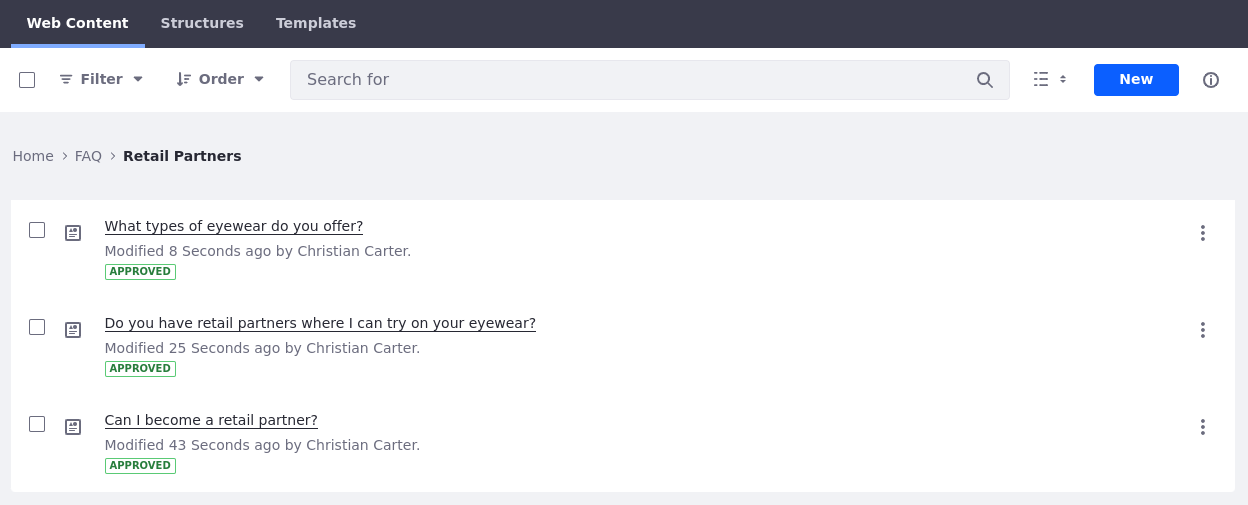 Web Content Structures Templates
Filter Order Search for New
Home > FAQ > Retail Partners
What types of eyewear do you offer?
Modified 8 Seconds ago by Christian Carter.
APPROVED
Do you have retail partners where I can try on your eyewear?
Modified 25 Seconds ago by Christian Carter.
APPROVED
Can I become a retail partner?
Modified 43 Seconds ago by Christian Carter.
APPROVED